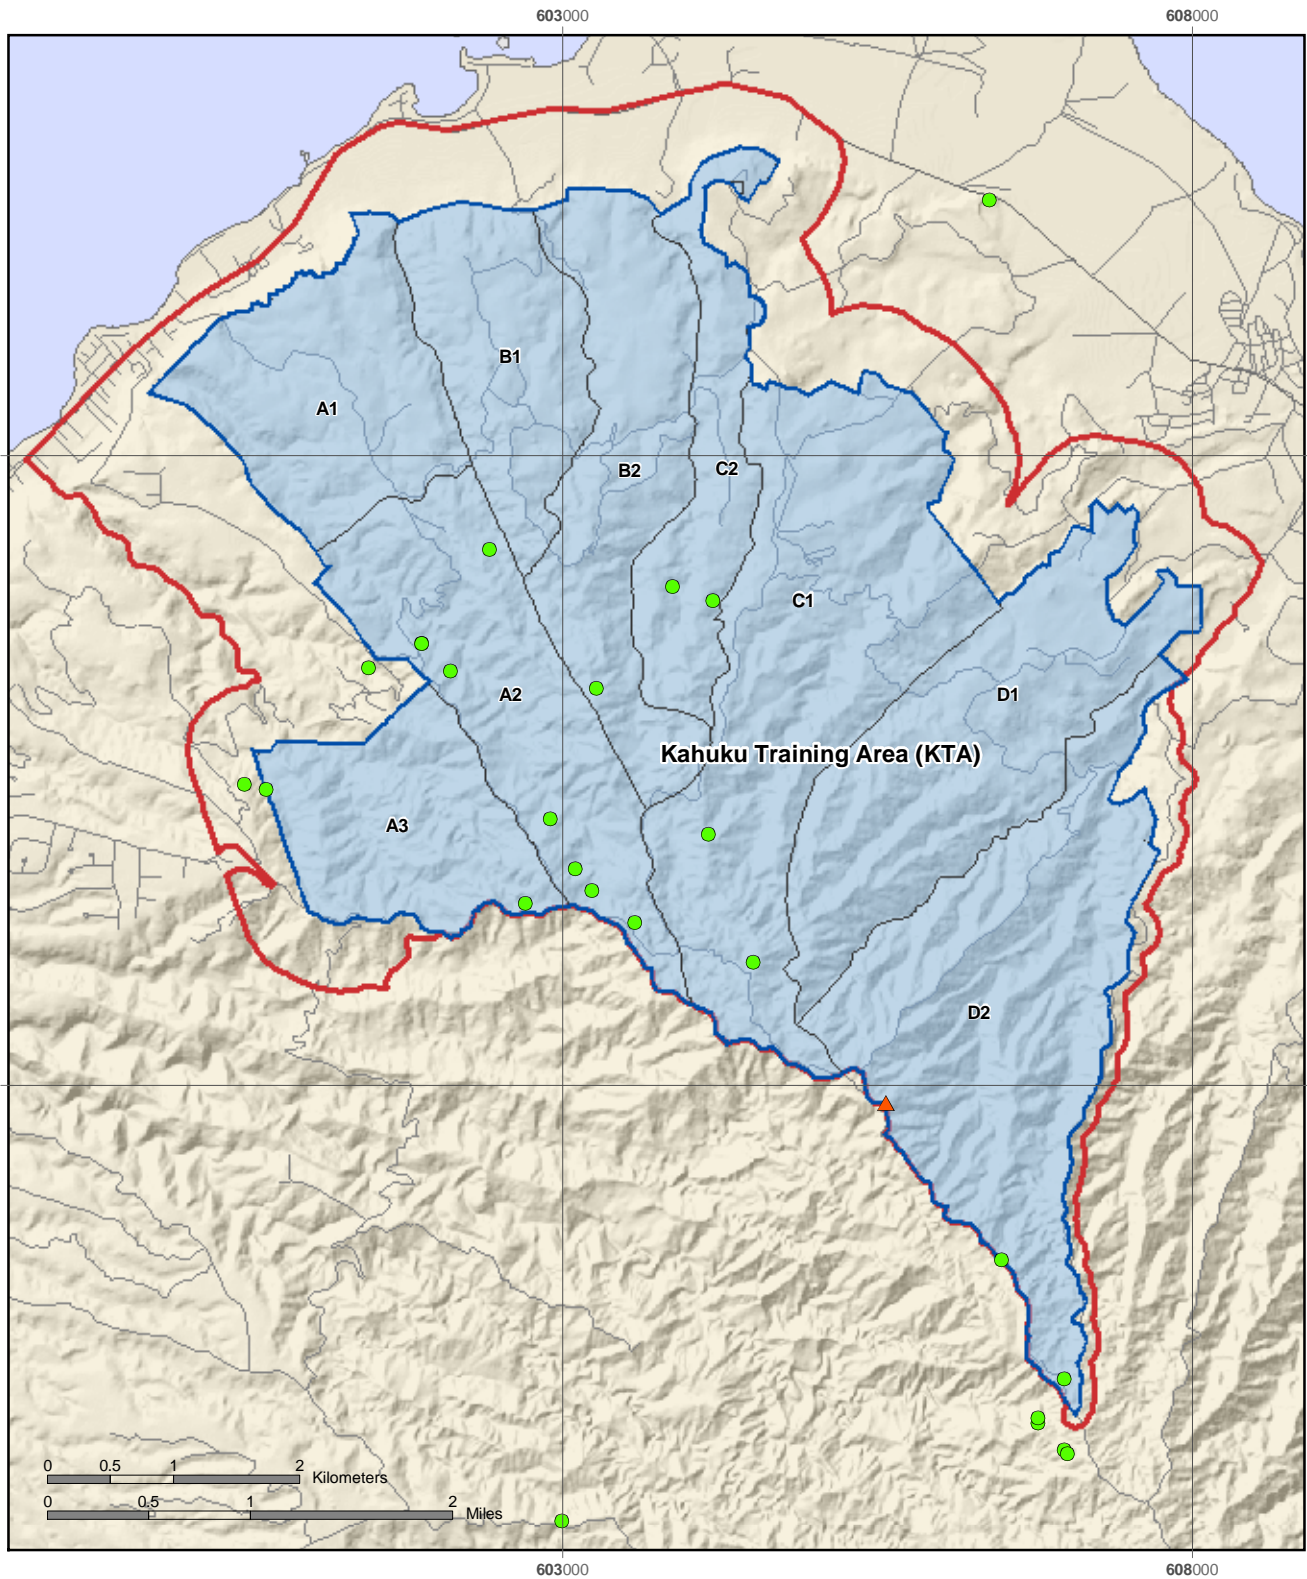 603000 608000
B1
A1
B2 C2
C1
A2 D1
Kahuku Training Area (KTA)
A3
D2
0 0.5 1 2
Kilometers
0 0.5 1 2
Miles
603000 608000